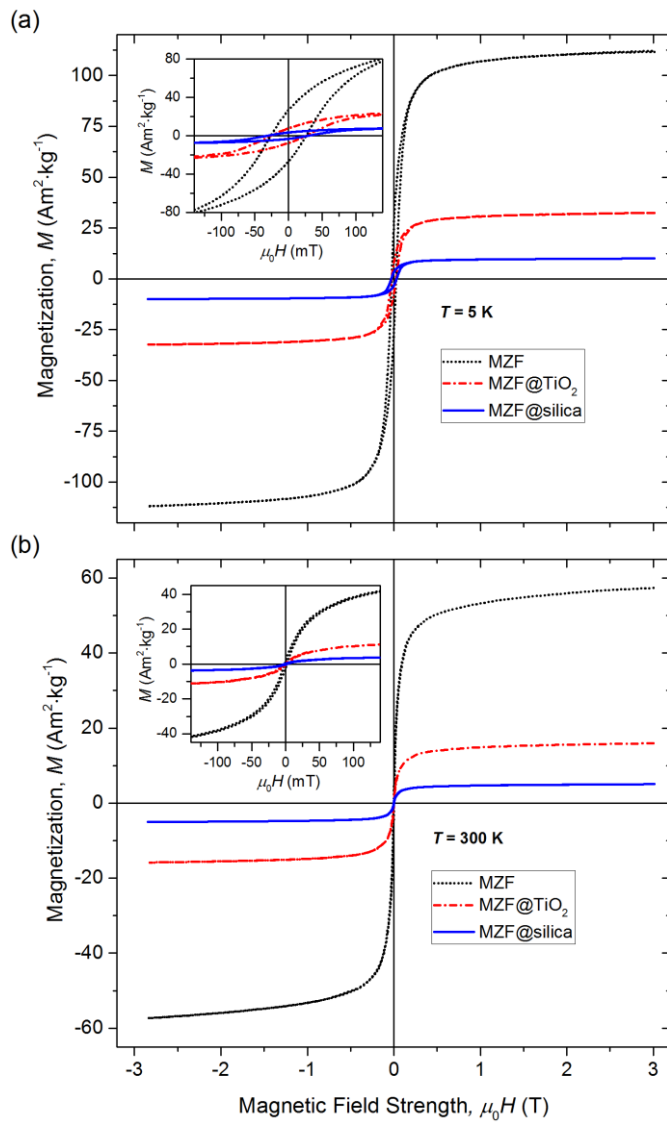 (a)
Magnetization, M (Am²·kg⁻¹)
100
75
50
25
0
-25
-50
-75
-100
M (Am²·kg⁻¹)
80
40
0
-40
-80
-100 -50 0 50 100
μ₀H (mT)
T = 5 K
MZF
MZF@TiO₂
MZF@silica
(b)
Magnetization, M (Am²·kg⁻¹)
60
40
20
0
-20
-40
-60
M (Am²·kg⁻¹)
40
20
0
-20
-40
-100 -50 0 50 100
μ₀H (mT)
T = 300 K
MZF
MZF@TiO₂
MZF@silica
-3 -2 -1 0 1 2 3
Magnetic Field Strength, μ₀H (T)